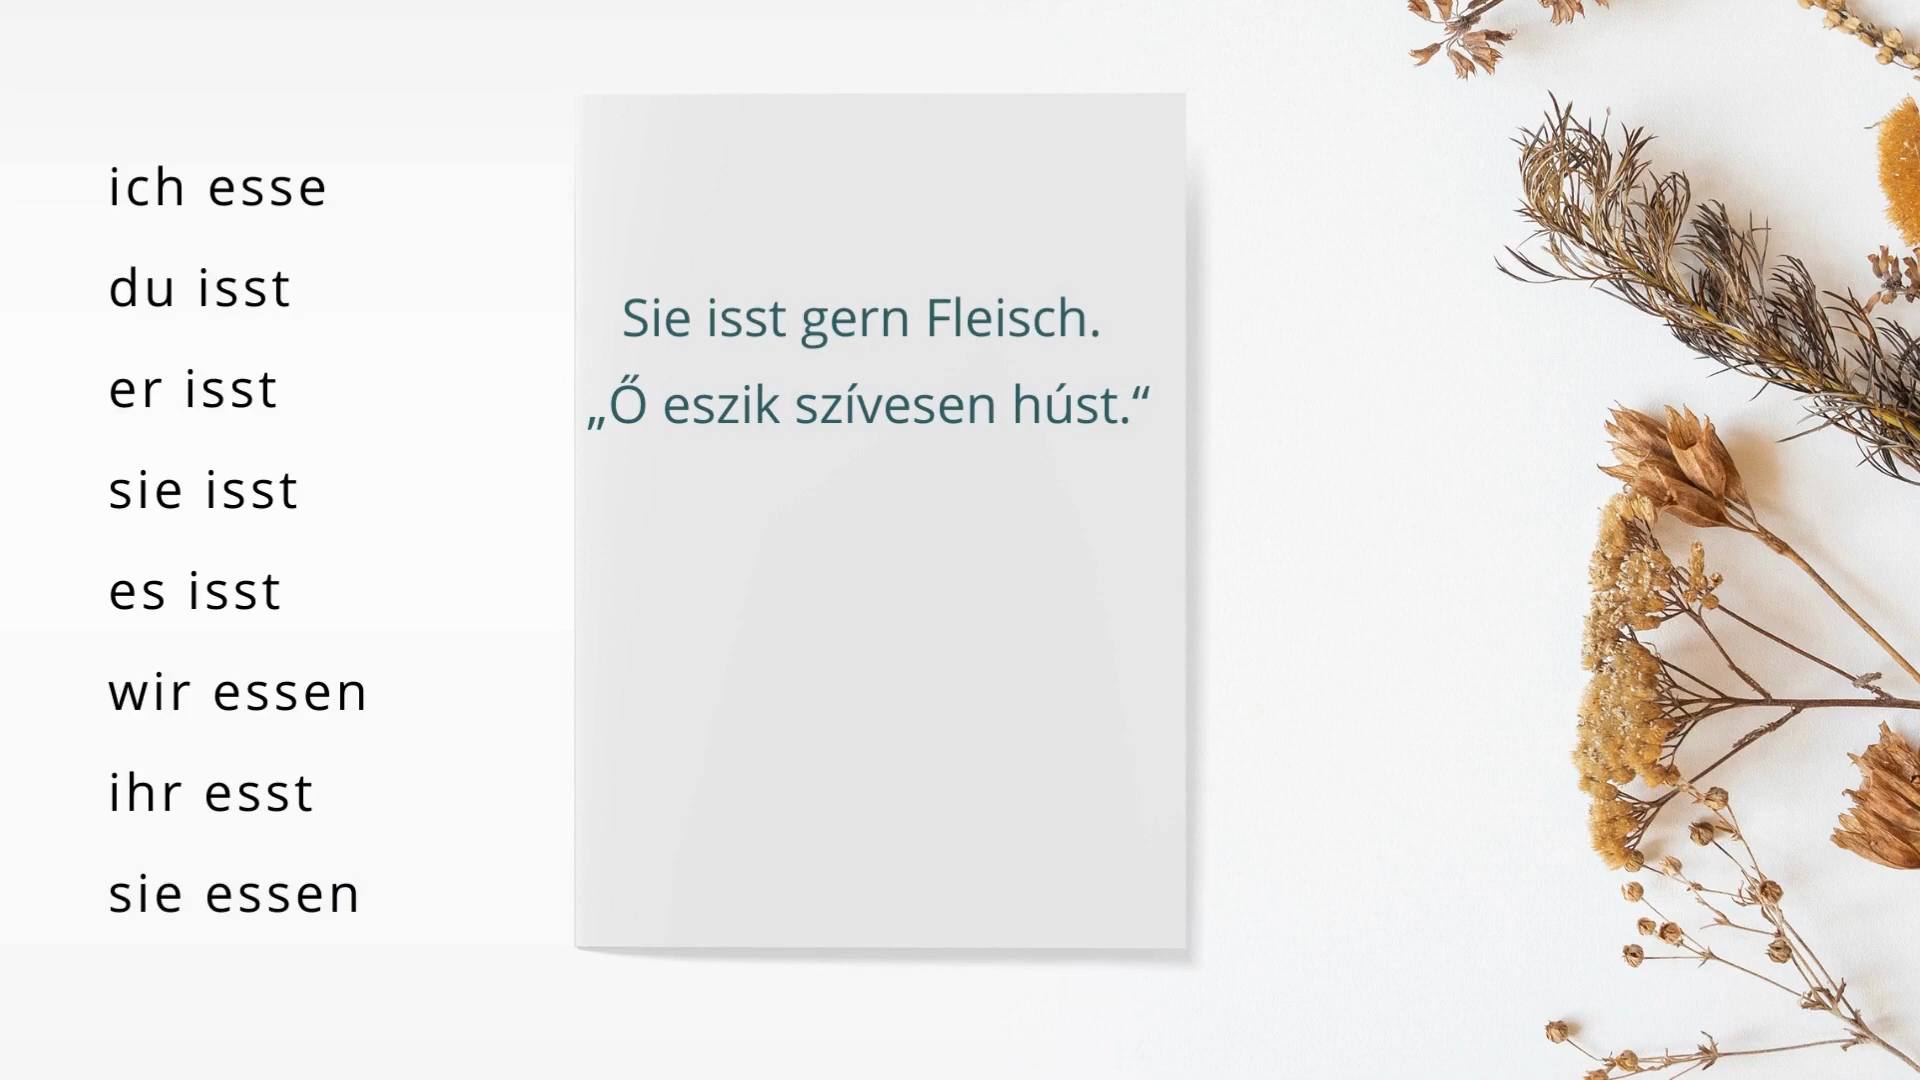 ich esse
du isst
er isst
sie isst
es isst
wir essen
ihr esst
sie essen
Sie isst gern Fleisch.
„Ő eszik szívesen húst.“